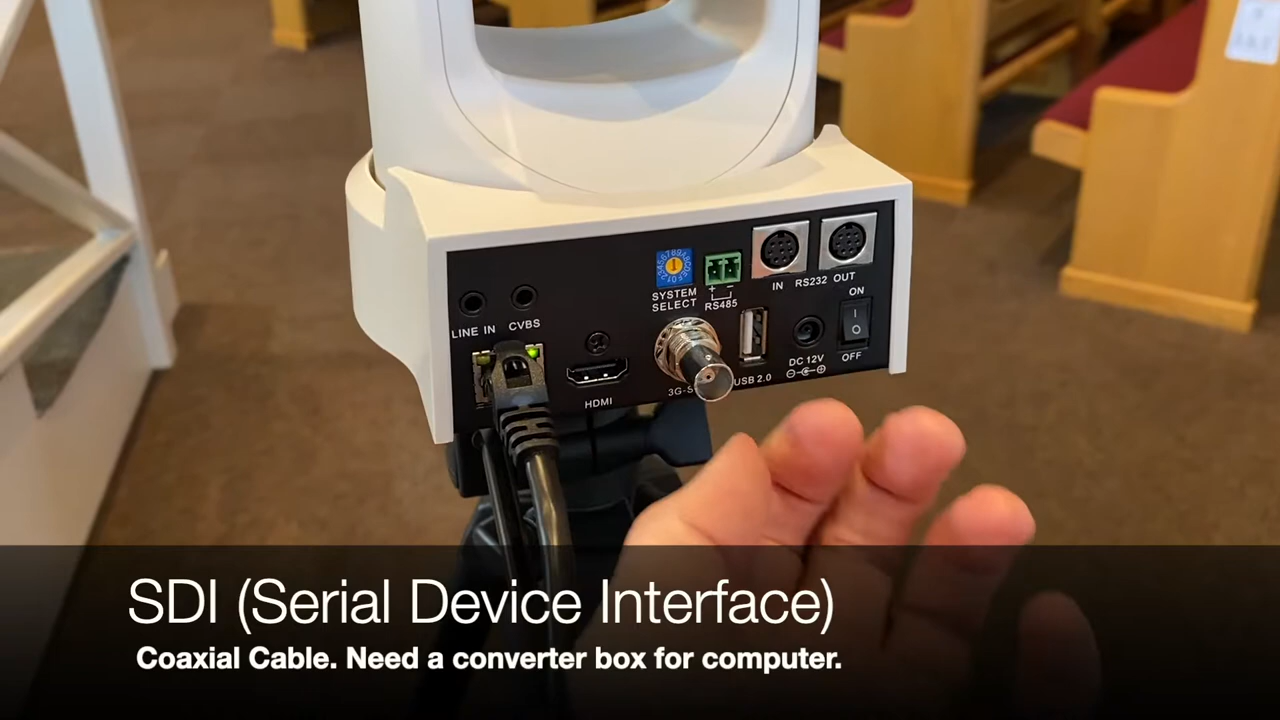 IN RS232 OUT
SYSTEM
SELECT
RS485
ON
LINE IN CVBS
OFF
DC 12V
USB 2.0
HDMI
3G-S
SDI (Serial Device Interface)
Coaxial Cable. Need a converter box for computer.